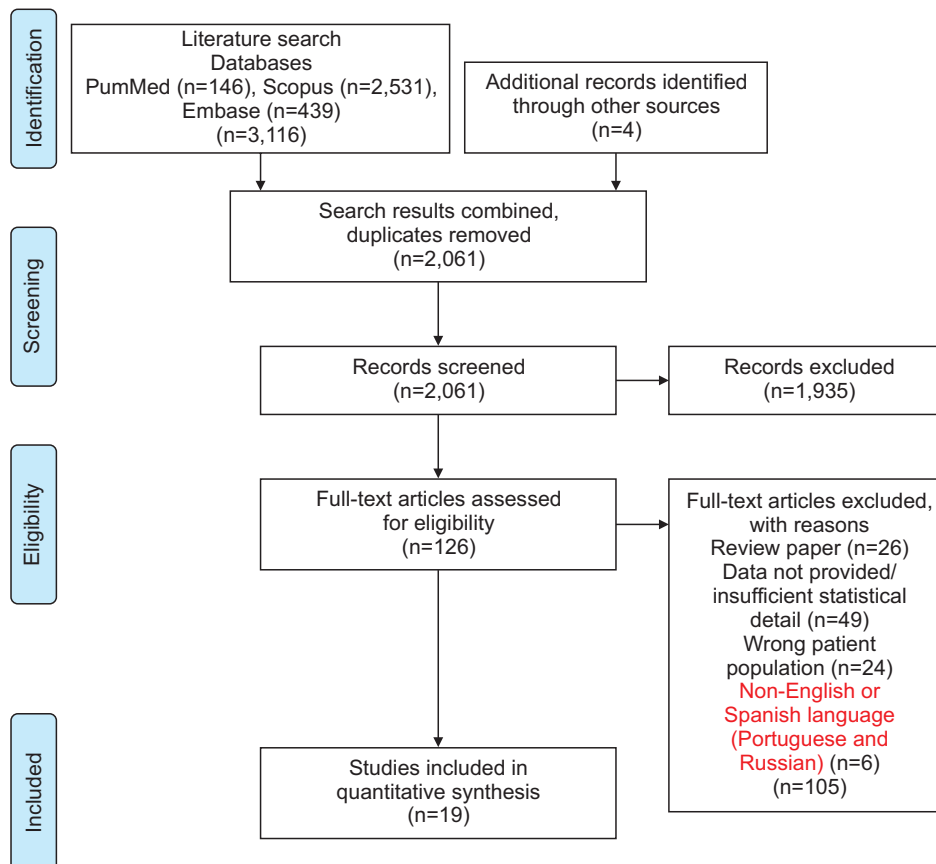 Identification
Literature search
Databases
PumMed (n=146), Scopus (n=2,531),
Embase (n=439)
(n=3,116)
Additional records identified
through other sources
(n=4)
Screening
Search results combined,
duplicates removed
(n=2,061)
Records screened
(n=2,061)
Records excluded
(n=1,935)
Eligibility
Full-text articles assessed
for eligibility
(n=126)
Full-text articles excluded,
with reasons
Review paper (n=26)
Data not provided/
insufficient statistical
detail (n=49)
Wrong patient
population (n=24)
Non-English or
Spanish language
(Portuguese and
Russian) (n=6)
(n=105)
Included
Studies included in
quantitative synthesis
(n=19)